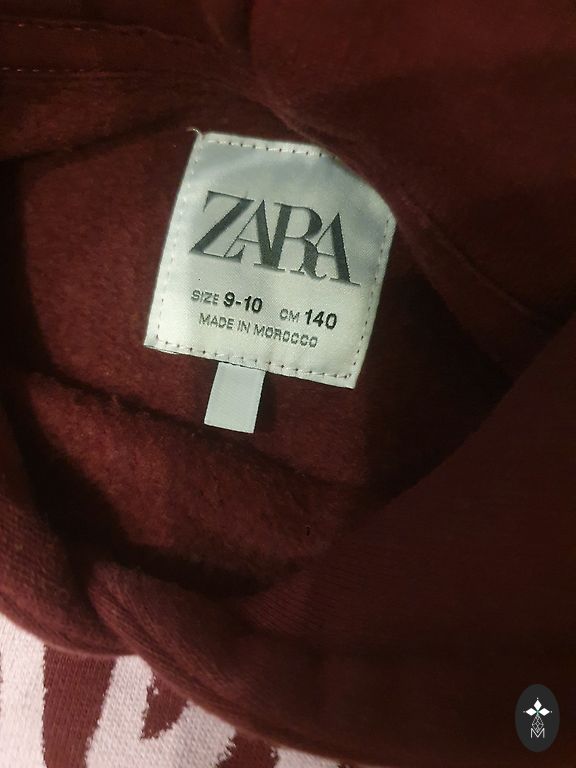 ZARA
SIZE 9-10 CM 140
MADE IN MOROCCO
M